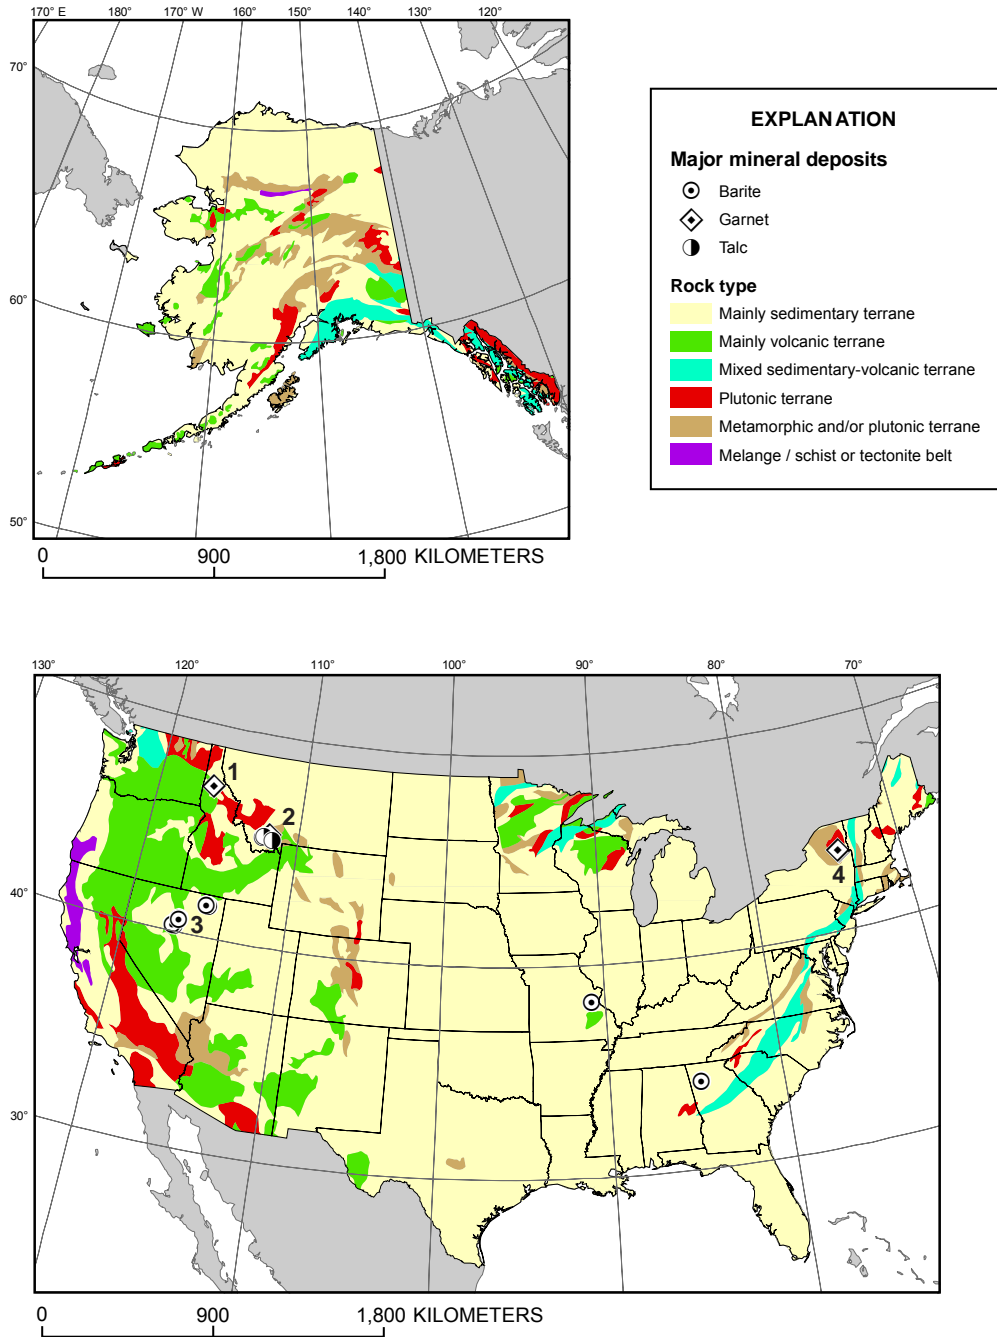 170° E 180° 170° W 160° 150° 140° 130° 120°
70°
60°
50°
0 900 1,800 KILOMETERS
EXPLANATION
Major mineral deposits
Barite
Garnet
Talc
Rock type
Mainly sedimentary terrane
Mainly volcanic terrane
Mixed sedimentary-volcanic terrane
Plutonic terrane
Metamorphic and/or plutonic terrane
Melange / schist or tectonite belt
130° 120° 110° 100° 90° 80° 70°
1
2
4
40°
3
30°
0 900 1,800 KILOMETERS